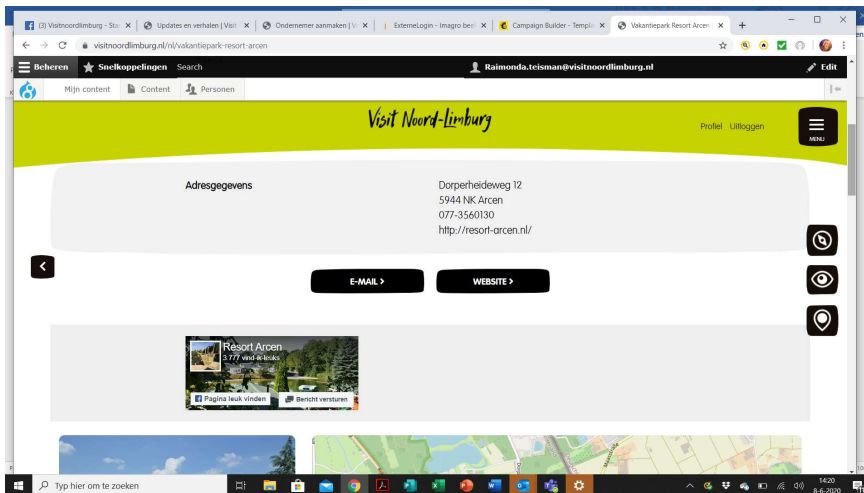 (3) Visitnoordlimburg - Star
Updates en verhalen | Visit
Ondernemer aanmaken | Vi
ExterneLogin - Imagro beeh
Campaign Builder - Templa
Vakantiepark Resort Arcen |
visitnoordlimburg.nl/nl/vakantiepark-resort-arcen
Beheren
Snelkoppelingen
Search
Raimonda.teisman@visitnoordlimburg.nl
Edit
Mijn content
Content
Personen
Visit Noord-Limburg
Profiel
Uitloggen
MENU
Adresgegevens
Dorperheideweg 12
5944 NK Arcen
077-3560130
http://resort-arcen.nl/
E-MAIL >
WEBSITE >
Resort Arcen
3.777 vind-ik-leuks
Pagina leuk vinden
Bericht versturen
Typ hier om te zoeken
14:20
8-6-2020